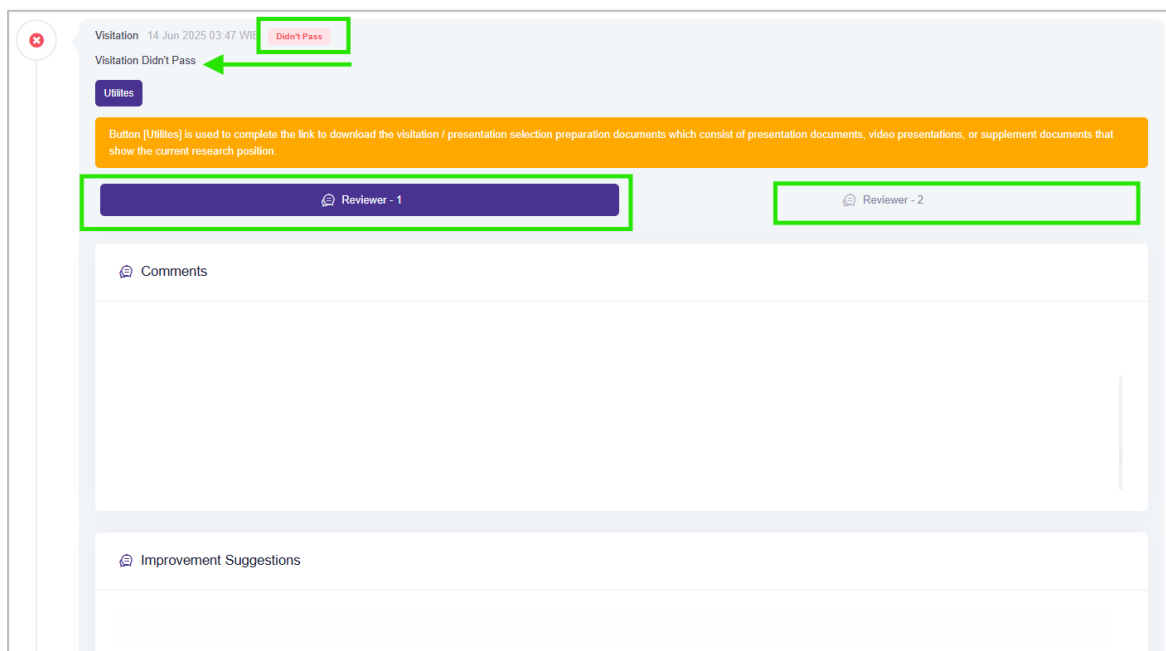 Visitation 14 Jun 2025 03:47 WIB Didn't Pass
Visitation Didn't Pass
Utilites
Button [Utilites] is used to complete the link to download the visitation / presentation selection preparation documents which consist of presentation documents, video presentations, or supplement documents that
show the current research position.
Reviewer - 1
Reviewer - 2
Comments
Improvement Suggestions